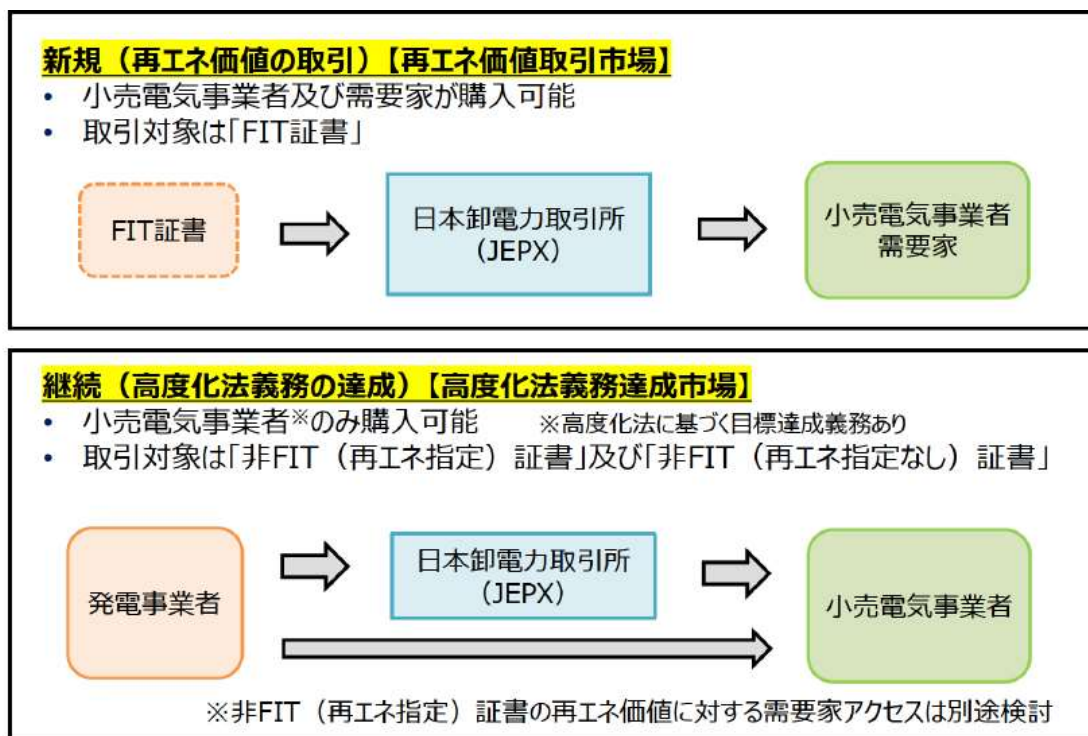 新規（再エネ価値の取引）【再エネ価値取引市場】
• 小売電気事業者及び需要家が購入可能
• 取引対象は「FIT証書」
FIT証書
日本卸電力取引所
（JEPX）
小売電気事業者
需要家
継続（高度化法義務の達成）【高度化法義務達成市場】
• 小売電気事業者※のみ購入可能　※高度化法に基づく目標達成義務あり
• 取引対象は「非FIT（再エネ指定）証書」及び「非FIT（再エネ指定なし）証書」
発電事業者
日本卸電力取引所
（JEPX）
小売電気事業者
※非FIT（再エネ指定）証書の再エネ価値に対する需要家アクセスは別途検討